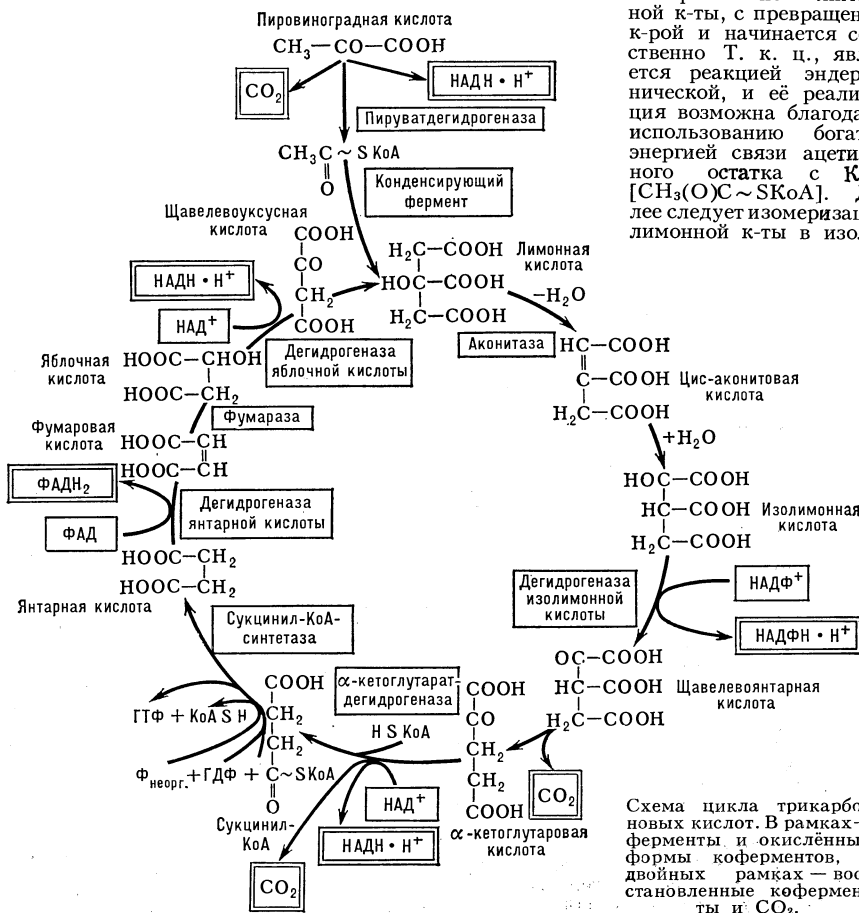 Пировиноградная кислота
CH₃—CO—COOH
CO₂
НАДН • Н⁺
Пируватдегидрогеназа
CH₃C ~ S КоА
O
Конденсирующий
фермент
Щавелевоуксусная
кислота
COOH
CO
CH₂
COOH
H₂C—COOH
HOC—COOH
H₂C—COOH
Лимонная
кислота
—H₂O
НАДН • Н⁺
НАД⁺
Дегидрогеназа
яблочной кислоты
Аконитаза
HC—COOH
C—COOH
H₂C—COOH
Цис-аконитовая
кислота
+H₂O
Яблочная
кислота
HOOC—CHOH
HOOC—CH₂
Фумараза
Фумаровая
кислота
HOOC—CH
HOOC—CH
ФАДН₂
ФАД
Дегидрогеназа
янтарной кислоты
HOC—COOH
HC—COOH
H₂C—COOH
Изолимонная
кислота
HOOC—CH₂
HOOC—CH₂
Янтарная кислота
Дегидрогеназа
изолимонной
кислоты
НАДФ⁺
НАДФН • Н⁺
Сукцинил-КоА-
синтетаза
OC—COOH
HC—COOH
H₂C—COOH
Щавелевоянтарная
кислота
CO₂
α-кетоглутарат-
дегидрогеназа
COOH
CO
CH₂
CH₂
COOH
α-кетоглутаровая
кислота
H S КоА
НАД⁺
НАДН • Н⁺
CO₂
COOH
CH₂
CH₂
C~SКоА
O
Сукцинил-
КоА
ГТФ + КоА S H
Фнеорг.+ГДФ +
ной к-ты, с превращен
к-рой и начинается с
ственно Т. к. ц., явл
ется реакцией эндер
нической, и её реали
ция возможна благода
использованию богат
энергией связи ацети
ного остатка с К
[CH₃(O)C~SKoA].
лее следует изомеризац
лимонной к-ты в изол
Схема цикла трикарбо
новых кислот. В рамках—
ферменты и окислённы
формы коферментов,
двойных рамках — вос
становленные кофермен
ты и CO₂.